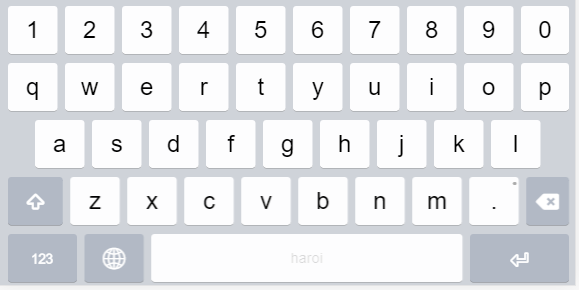 1 2 3 4 5 6 7 8 9 0
q w e r t y u i o p
a s d f g h j k l
z x c v b n m .
123 haroi